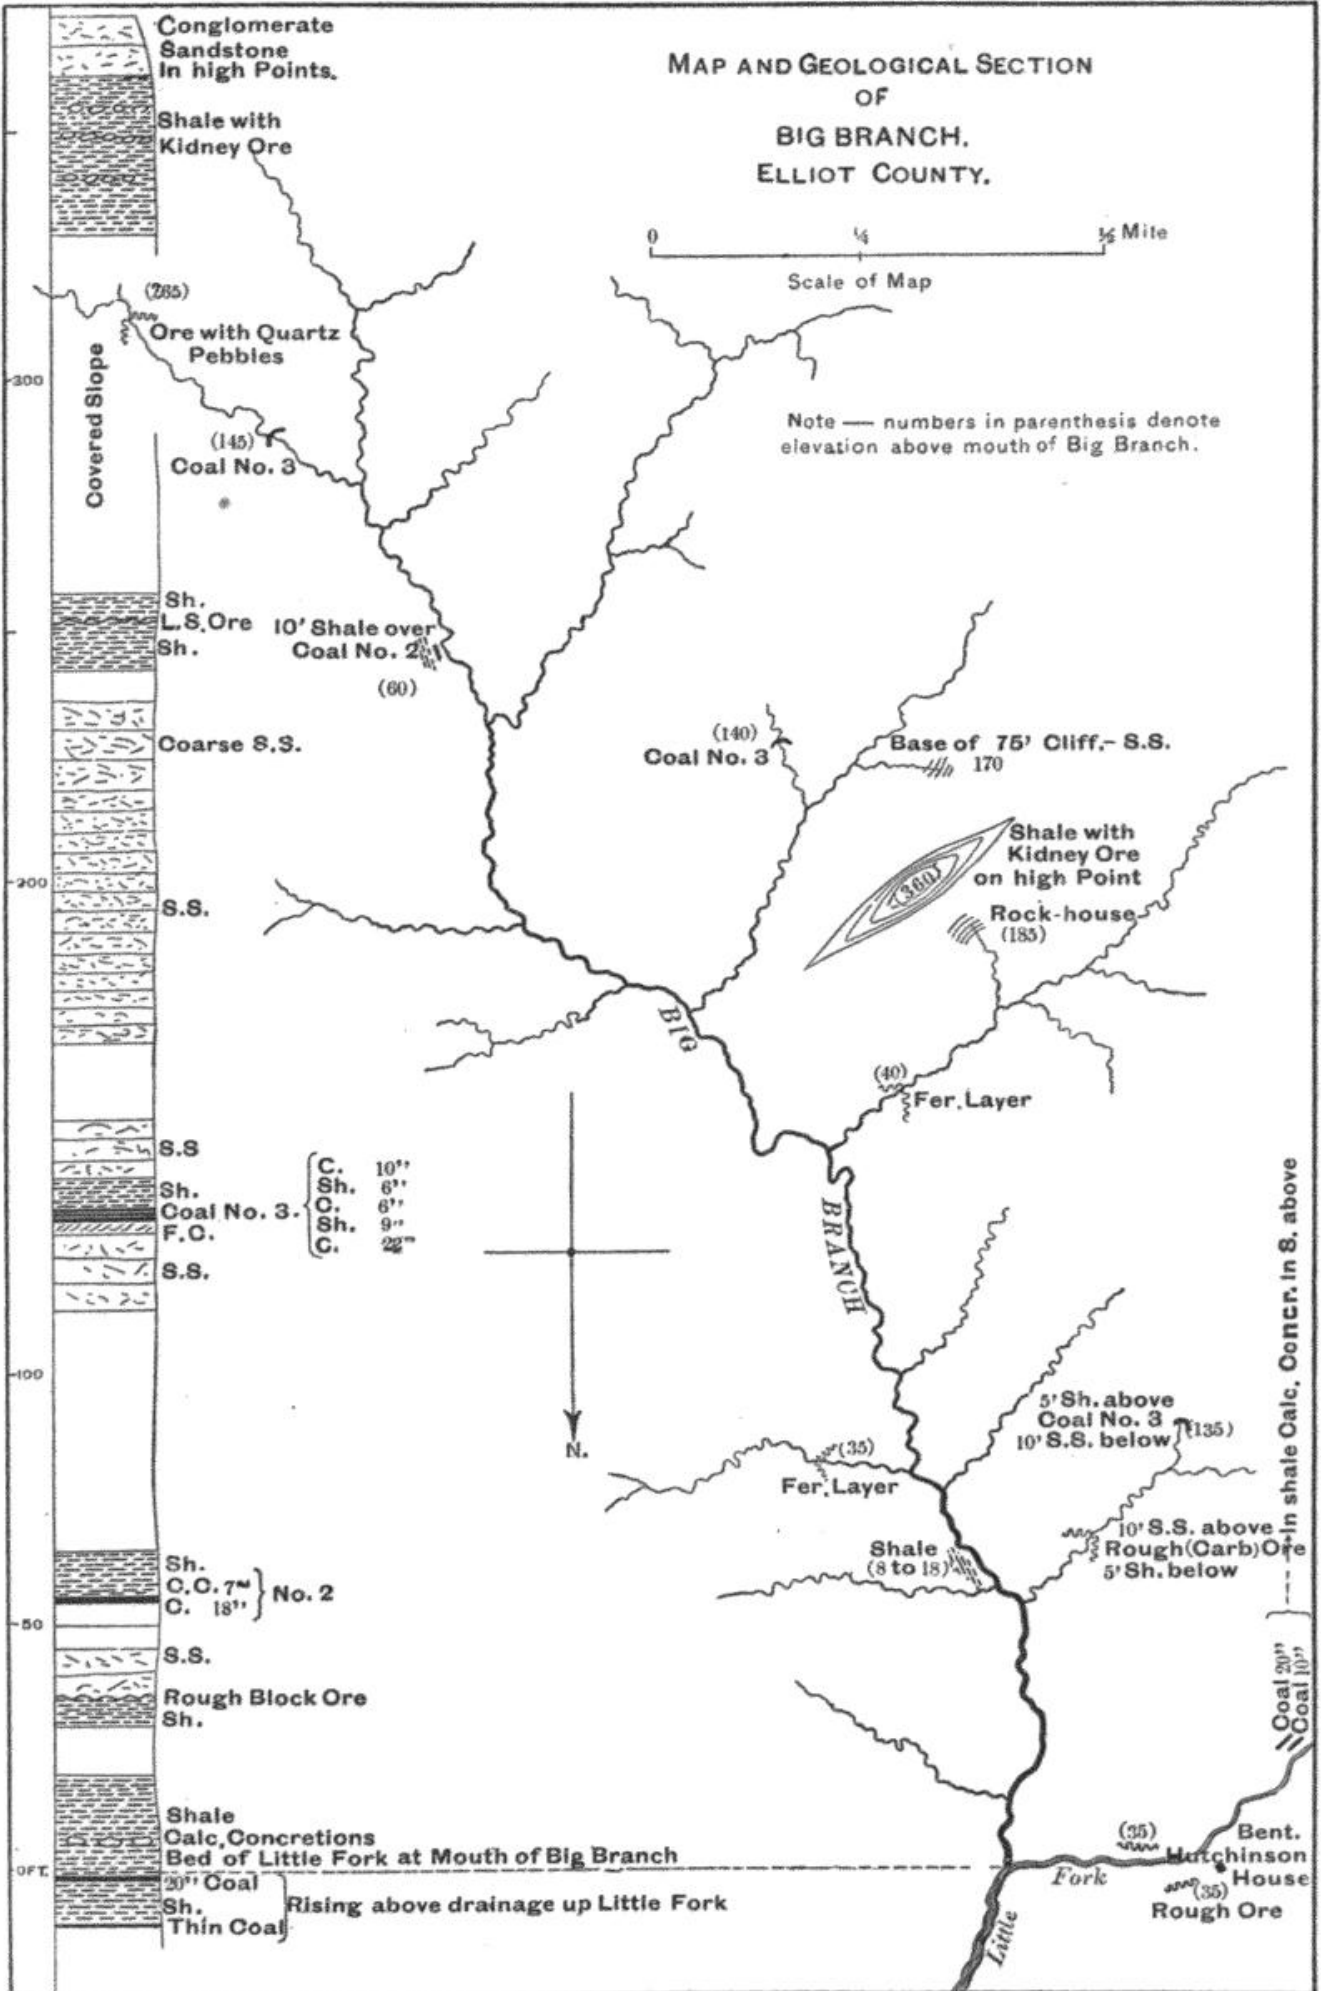 MAP AND GEOLOGICAL SECTION
OF
BIG BRANCH.
ELLIOT COUNTY.
0 ¼ ½ Mile
Scale of Map
Note — numbers in parenthesis denote
elevation above mouth of Big Branch.
Conglomerate
Sandstone
In high Points.
Shale with
Kidney Ore
(265)
Ore with Quartz
Pebbles
300
Covered Slope
(145)
Coal No. 3
Sh.
L.S. Ore
Sh.
10' Shale over
Coal No. 2
(60)
Coarse S.S.
(140)
Coal No. 3
Base of 75' Cliff.- S.S.
170
Shale with
Kidney Ore
on high Point
(360)
200
S.S.
Rock-house
(185)
BIG
(40)
Fer. Layer
S.S
Sh.
Coal No. 3.
F.C.
S.S.
C. 10"
Sh. 6"
C. 6"
Sh. 9"
C. 22"
BRANCH
N.
100
5' Sh. above
Coal No. 3
10' S.S. below
(135)
(35)
Fer. Layer
10' S.S. above
Rough (Carb) Ore
5' Sh. below
Shale
(8 to 18)
In shale Calc. Concr. in S. above
Coal 20"
Coal 10"
Sh.
C.C. 7"
C. 18"
No. 2
50
S.S.
Rough Block Ore
Sh.
Shale
Calc. Concretions
Bed of Little Fork at Mouth of Big Branch
0FT.
20" Coal
Sh.
Thin Coal
Rising above drainage up Little Fork
(35)
Bent.
Hutchinson
House
Fork
(35)
Rough Ore
Little